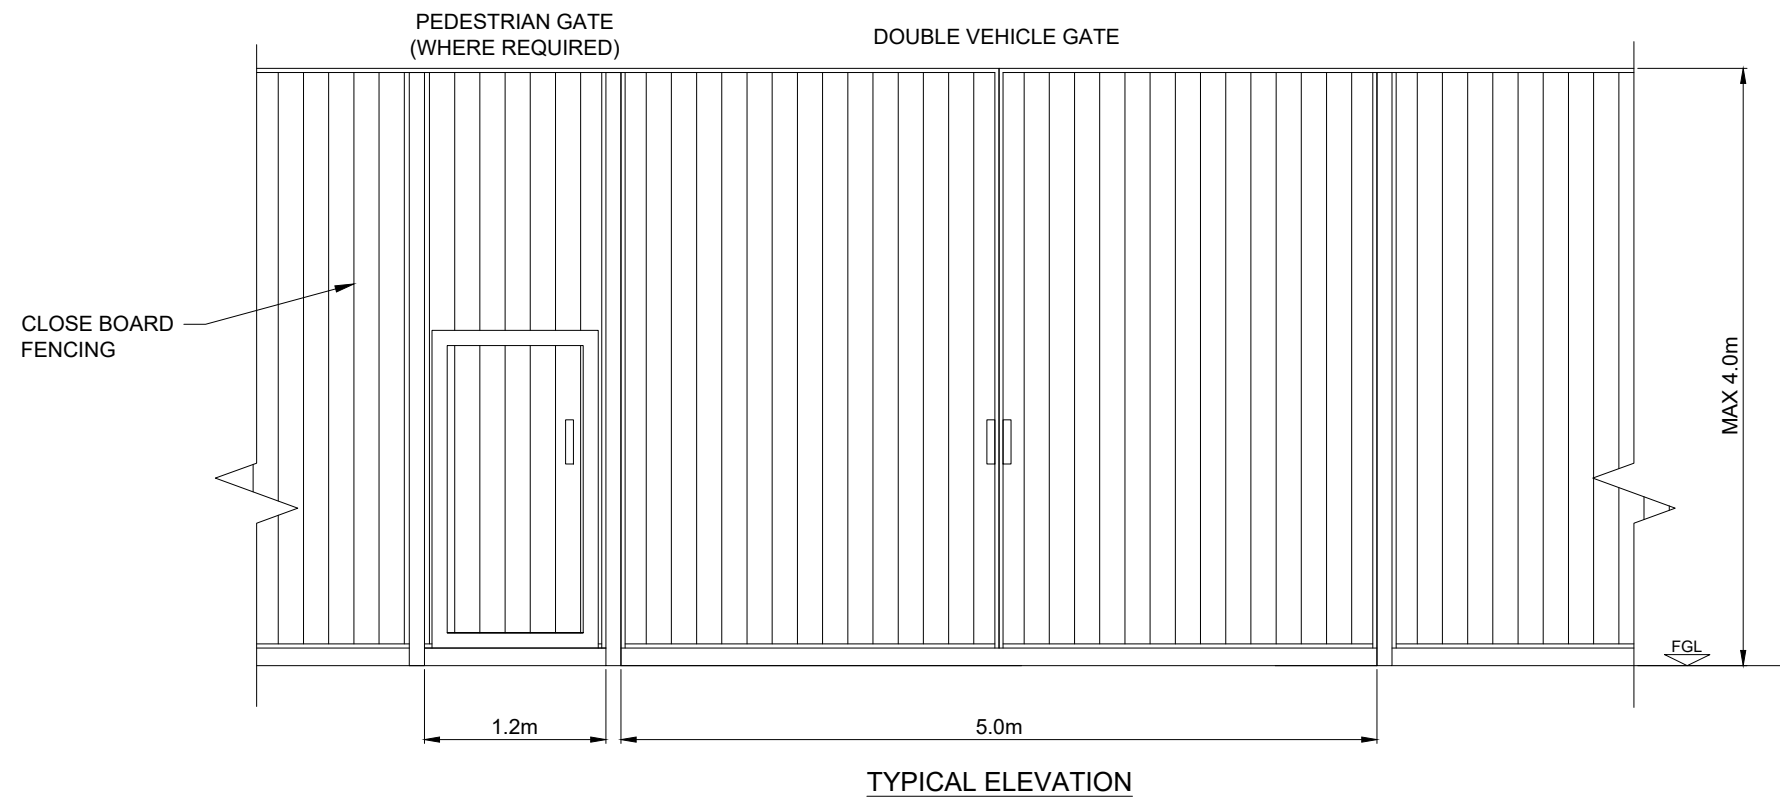 PEDESTRIAN GATE
(WHERE REQUIRED)
DOUBLE VEHICLE GATE
CLOSE BOARD
FENCING
MAX 4.0m
FGL
1.2m
5.0m
TYPICAL ELEVATION